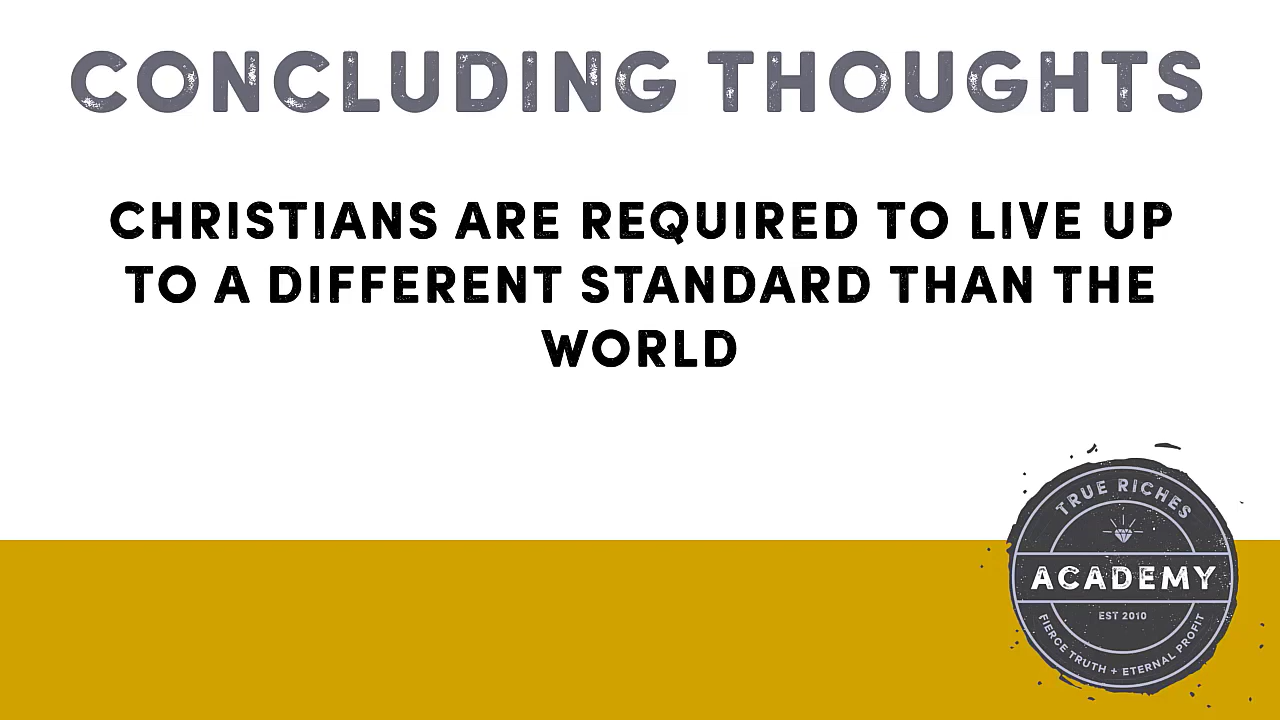 CONCLUDING THOUGHTS
CHRISTIANS ARE REQUIRED TO LIVE UP
TO A DIFFERENT STANDARD THAN THE
WORLD
TRUE RICHES
ACADEMY
EST 2010
FIERCE TRUTH + ETERNAL PROFIT